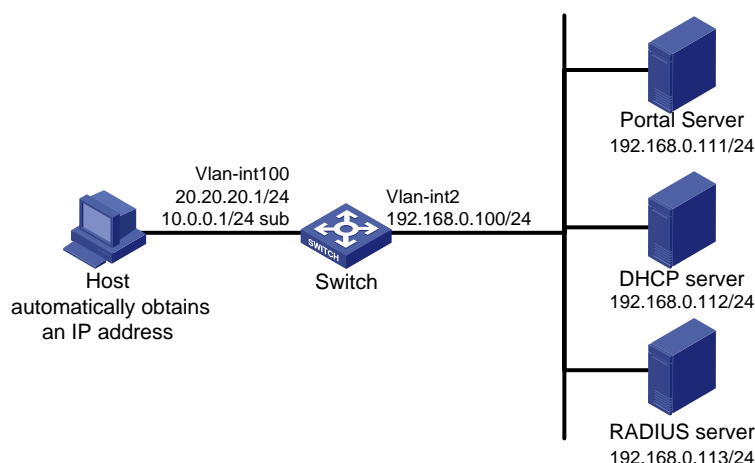 Portal Server
192.168.0.111/24
Vlan-int100
20.20.20.1/24
10.0.0.1/24 sub
Vlan-int2
192.168.0.100/24
SWITCH
Host
automatically obtains
an IP address
Switch
DHCP server
192.168.0.112/24
RADIUS server
192.168.0.113/24